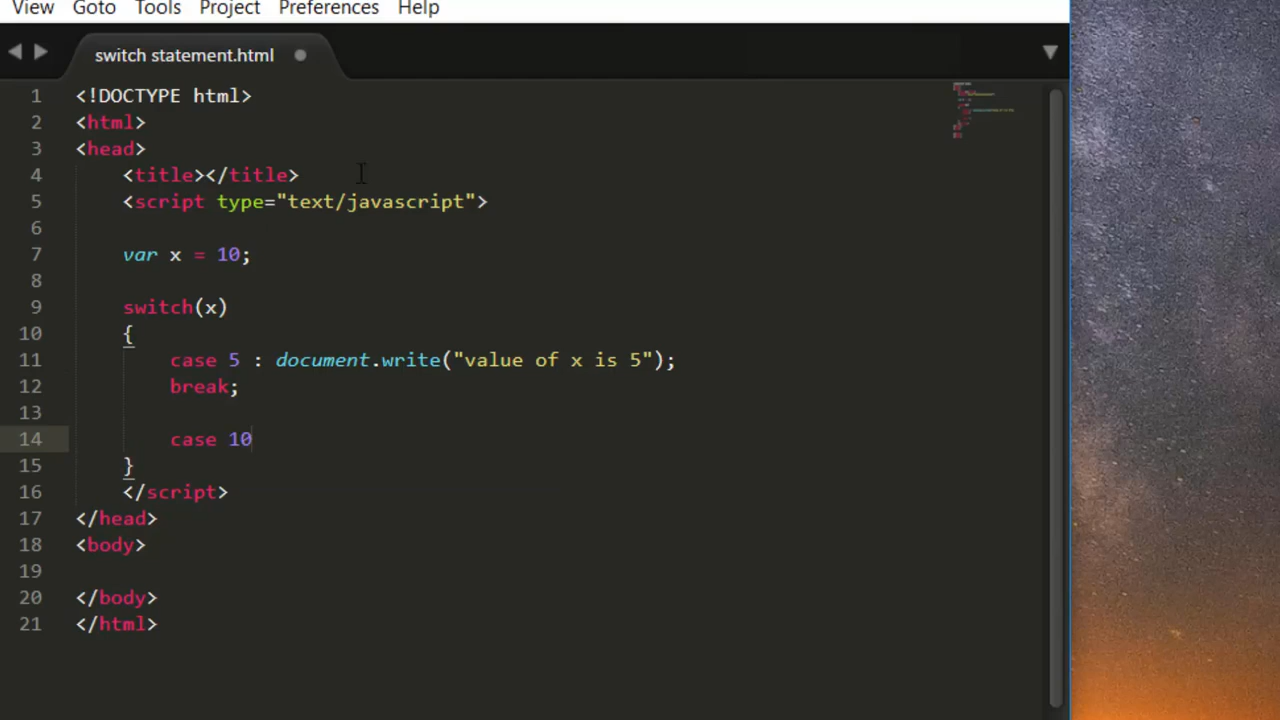 View Goto Tools Project Preferences Help
switch statement.html
1 <!DOCTYPE html>
2 <html>
3 <head>
4 <title></title>
5 <script type="text/javascript">
6
7 var x = 10;
8
9 switch(x)
10 {
11 case 5 : document.write("value of x is 5");
12 break;
13
14 case 10
15 }
16 </script>
17 </head>
18 <body>
19
20 </body>
21 </html>